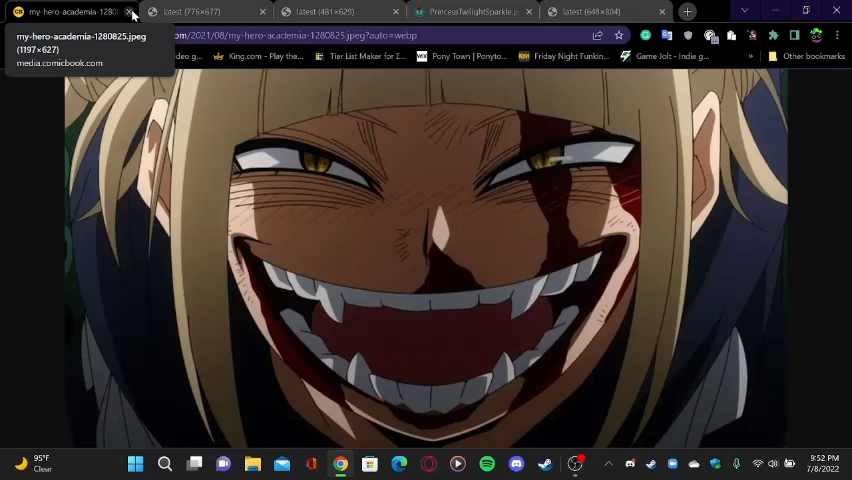 my-hero-academia-12808
latest (776×677)
latest (481×629)
PrincessTwilightSparkle.p
latest (648×804)
my-hero-academia-1280825.jpeg
(1197×627)
media.comicbook.com
com/2021/08/my-hero-academia-1280825.jpeg?auto=webp
King.com - Play the...
Tier List Maker for E...
Pony Town | Ponyto...
Friday Night Funkin...
Game Jolt - Indie g...
»
Other bookmarks
95°F
Clear
9:52 PM
7/8/2022